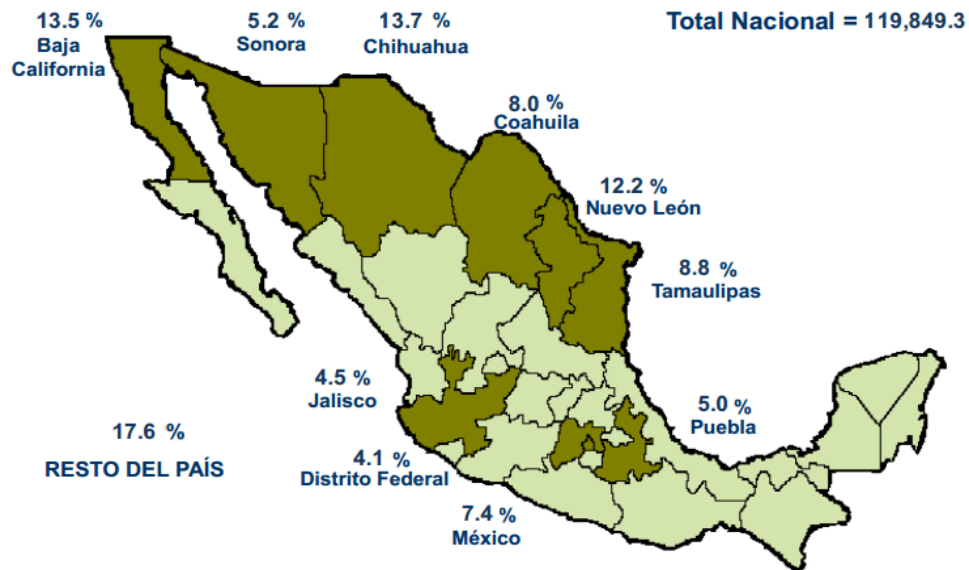 13.5 %
Baja
California
5.2 %
Sonora
13.7 %
Chihuahua
Total Nacional = 119,849.3
8.0 %
Coahuila
12.2 %
Nuevo León
8.8 %
Tamaulipas
4.5 %
Jalisco
5.0 %
Puebla
17.6 %
RESTO DEL PAÍS
4.1 %
Distrito Federal
7.4 %
México